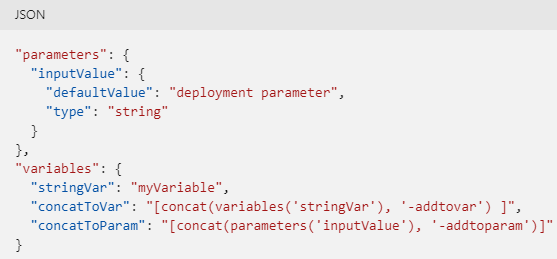 JSON
"parameters": {
  "inputValue": {
    "defaultValue": "deployment parameter",
    "type": "string"
  }
},
"variables": {
  "stringVar": "myVariable",
  "concatToVar": "[concat(variables('stringVar'), '-addtovar') ]",
  "concatToParam": "[concat(parameters('inputValue'), '-addtoparam')]"
}